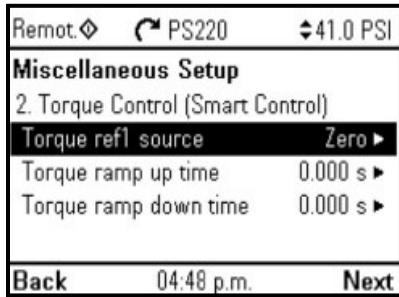 Remot. PS220 41.0 PSI
Miscellaneous Setup
2. Torque Control (Smart Control)
Torque ref1 source Zero
Torque ramp up time 0.000 s
Torque ramp down time 0.000 s
Back 04:48 p.m. Next